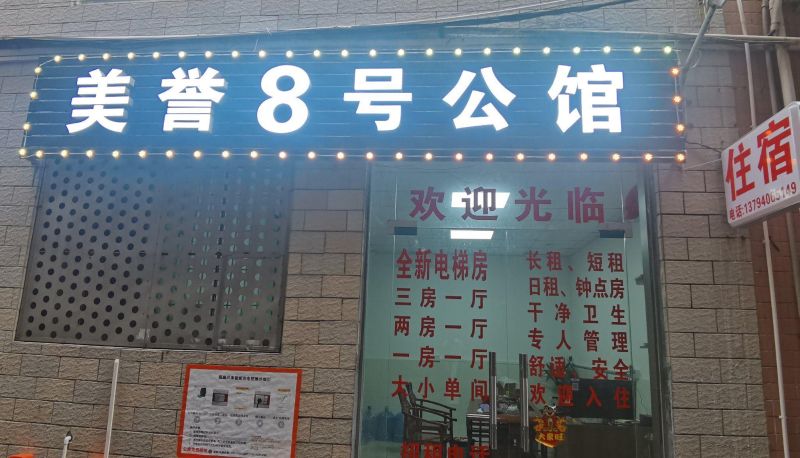 美誉8号公馆
住宿
欢迎光临
全新电梯房
三房一厅
两房一厅
一房一厅
大小单间
长租、短租
日租、钟点房
干净卫生
专人管理
舒适、安全
欢迎入住